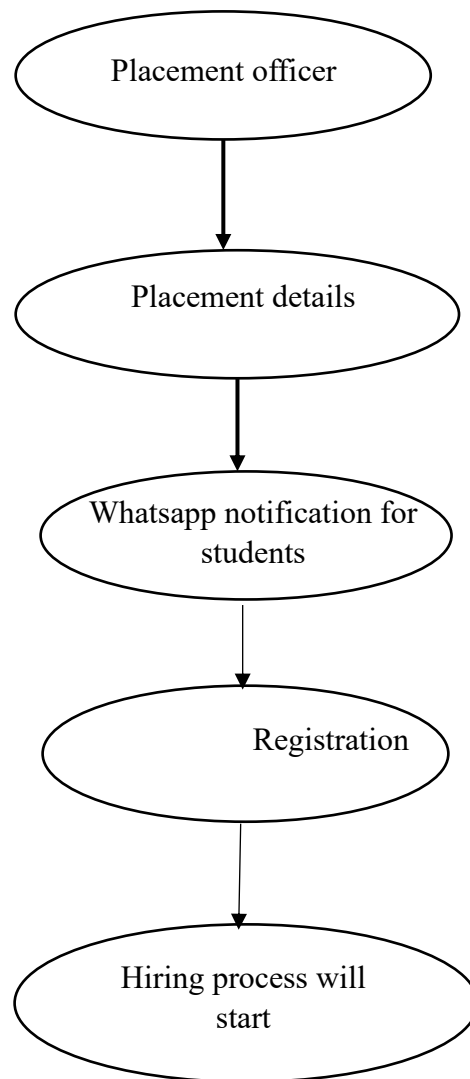 Placement officer
Placement details
Whatsapp notification for
students
Registration
Hiring process will
start